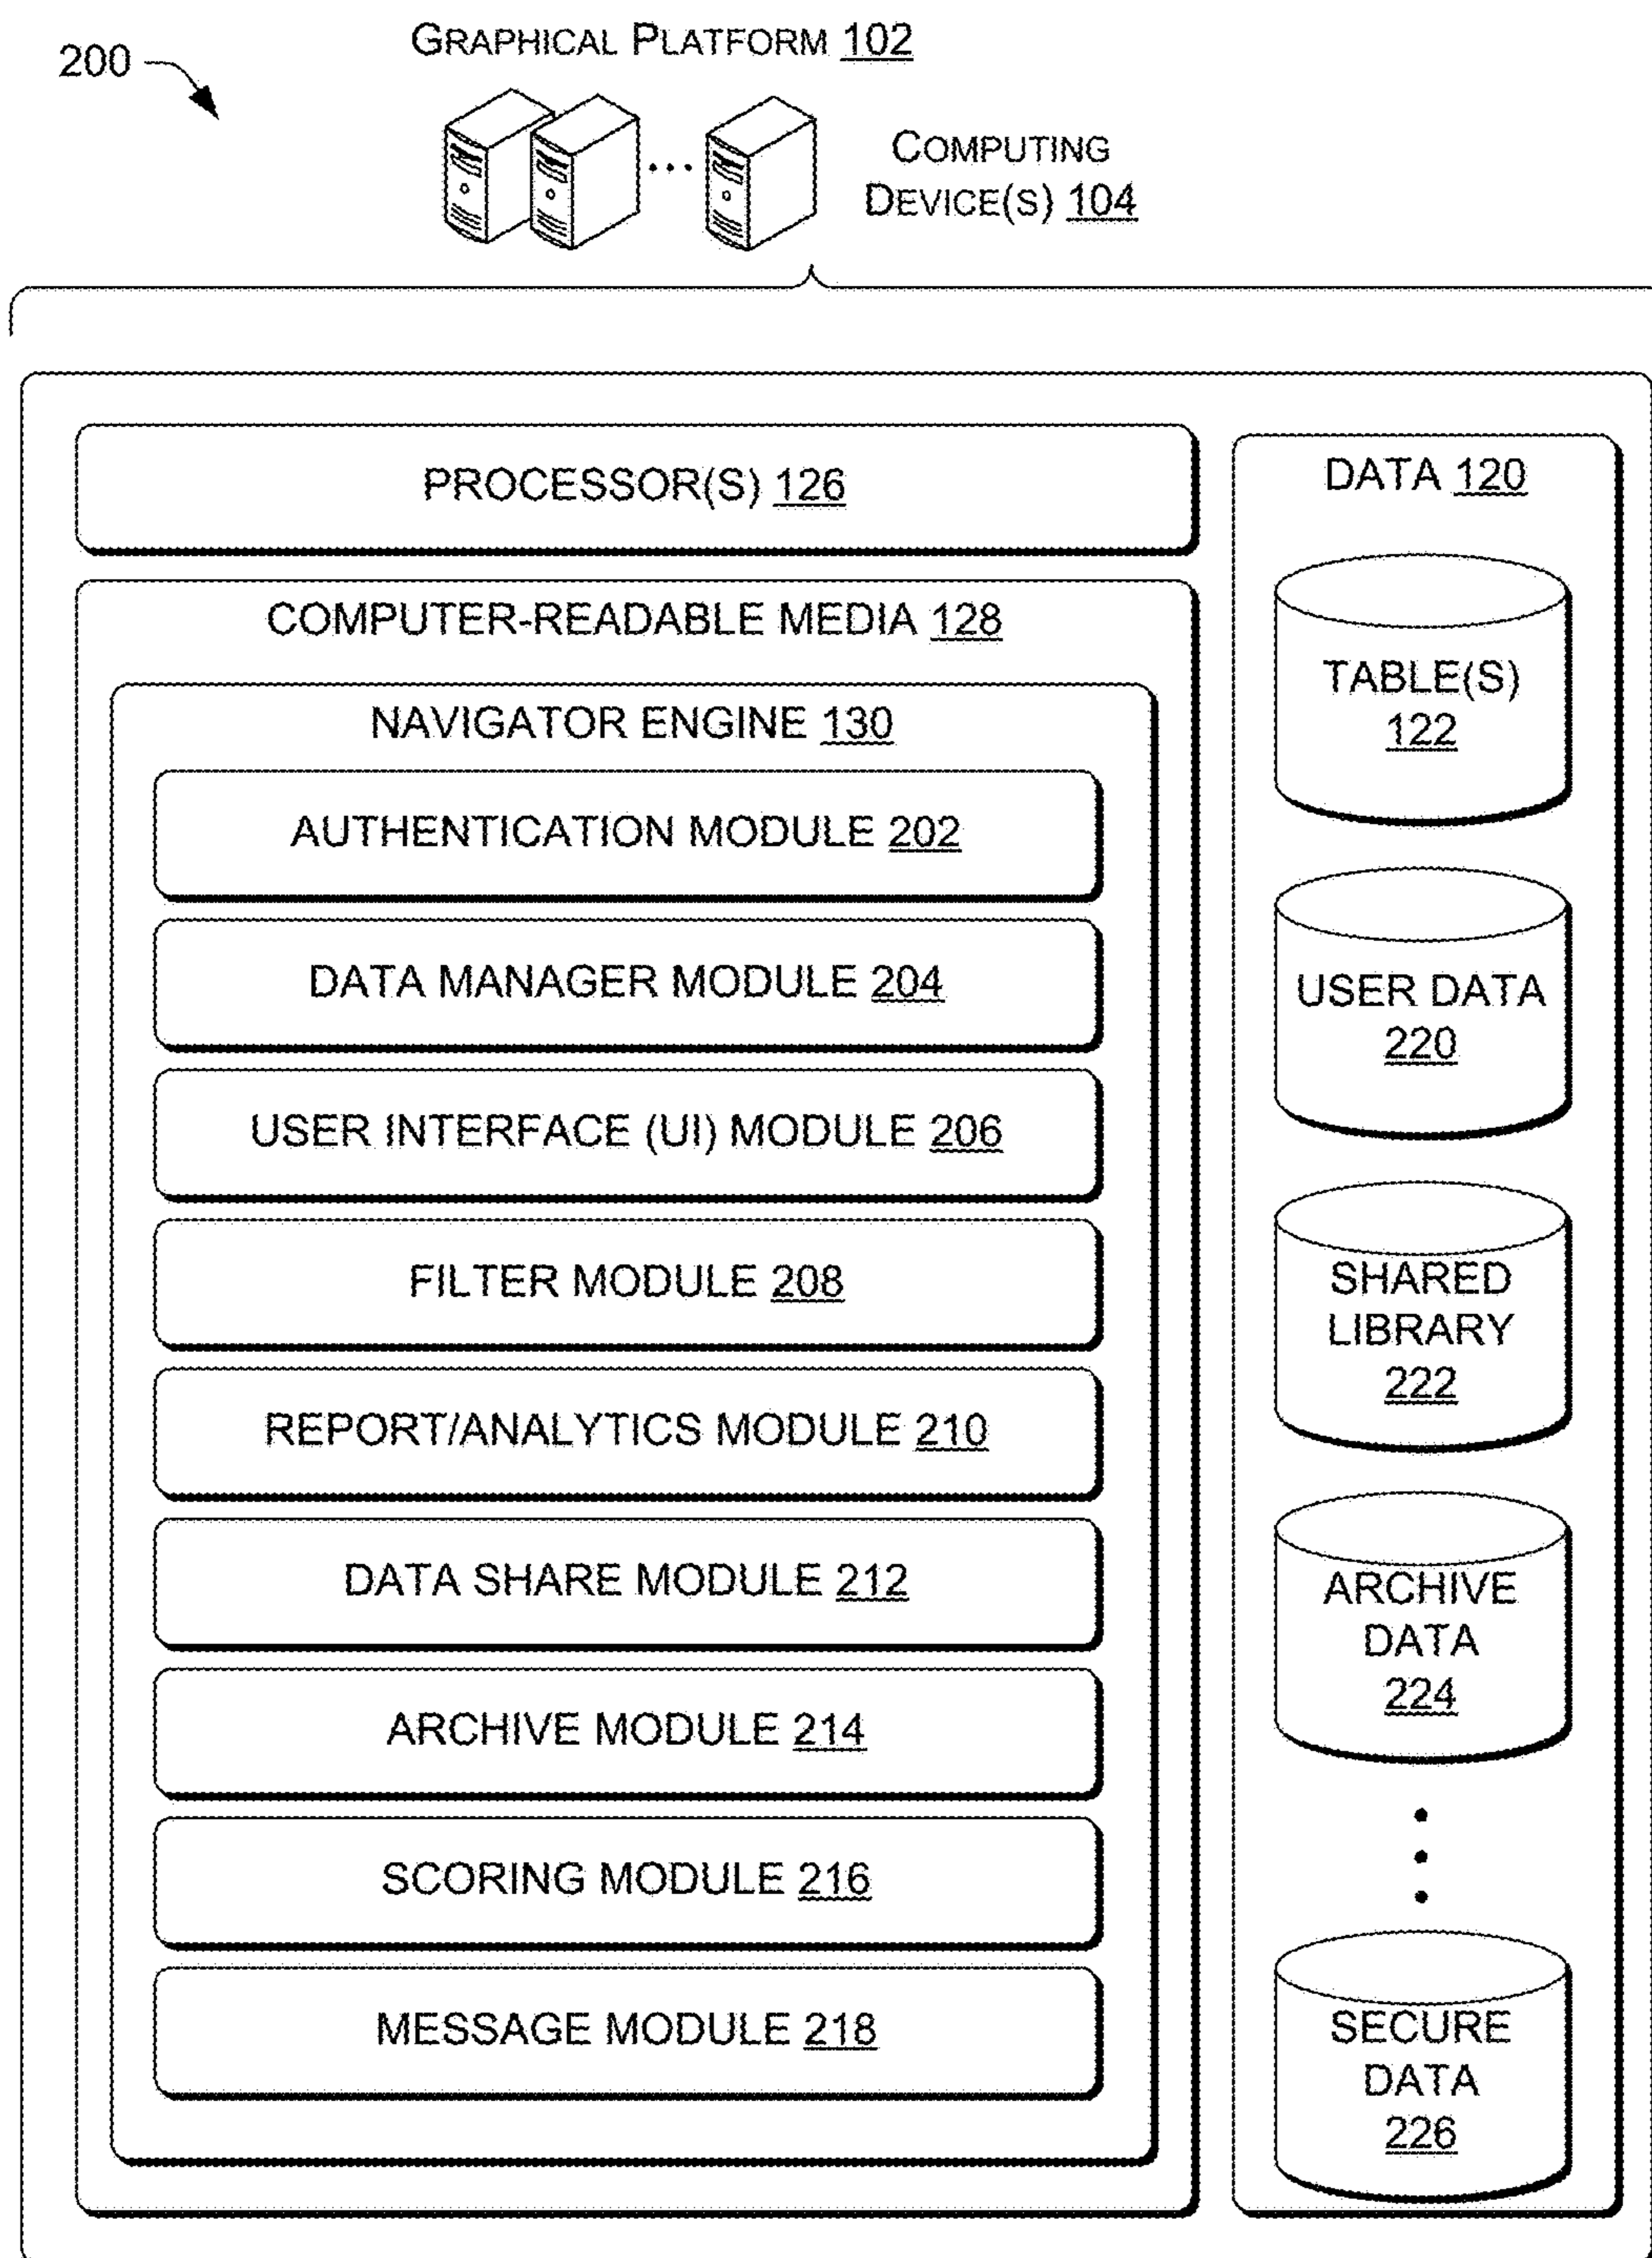 200
GRAPHICAL PLATFORM 102
COMPUTING
DEVICE(S) 104
PROCESSOR(S) 126
COMPUTER-READABLE MEDIA 128
NAVIGATOR ENGINE 130
AUTHENTICATION MODULE 202
DATA MANAGER MODULE 204
USER INTERFACE (UI) MODULE 206
FILTER MODULE 208
REPORT/ANALYTICS MODULE 210
DATA SHARE MODULE 212
ARCHIVE MODULE 214
SCORING MODULE 216
MESSAGE MODULE 218
DATA 120
TABLE(S)
122
USER DATA
220
SHARED
LIBRARY
222
ARCHIVE
DATA
224
SECURE
DATA
226